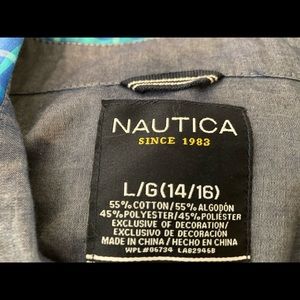 NAUTICA
SINCE 1983
L/G(14/16)
55% COTTON/55% ALGODÓN
45% POLYESTER/45% POLIÉSTER
EXCLUSIVE OF DECORATION/
EXCLUSIVO DE DECORACIÓN
MADE IN CHINA / HECHO EN CHINA
WPL#06734 LAB2946B